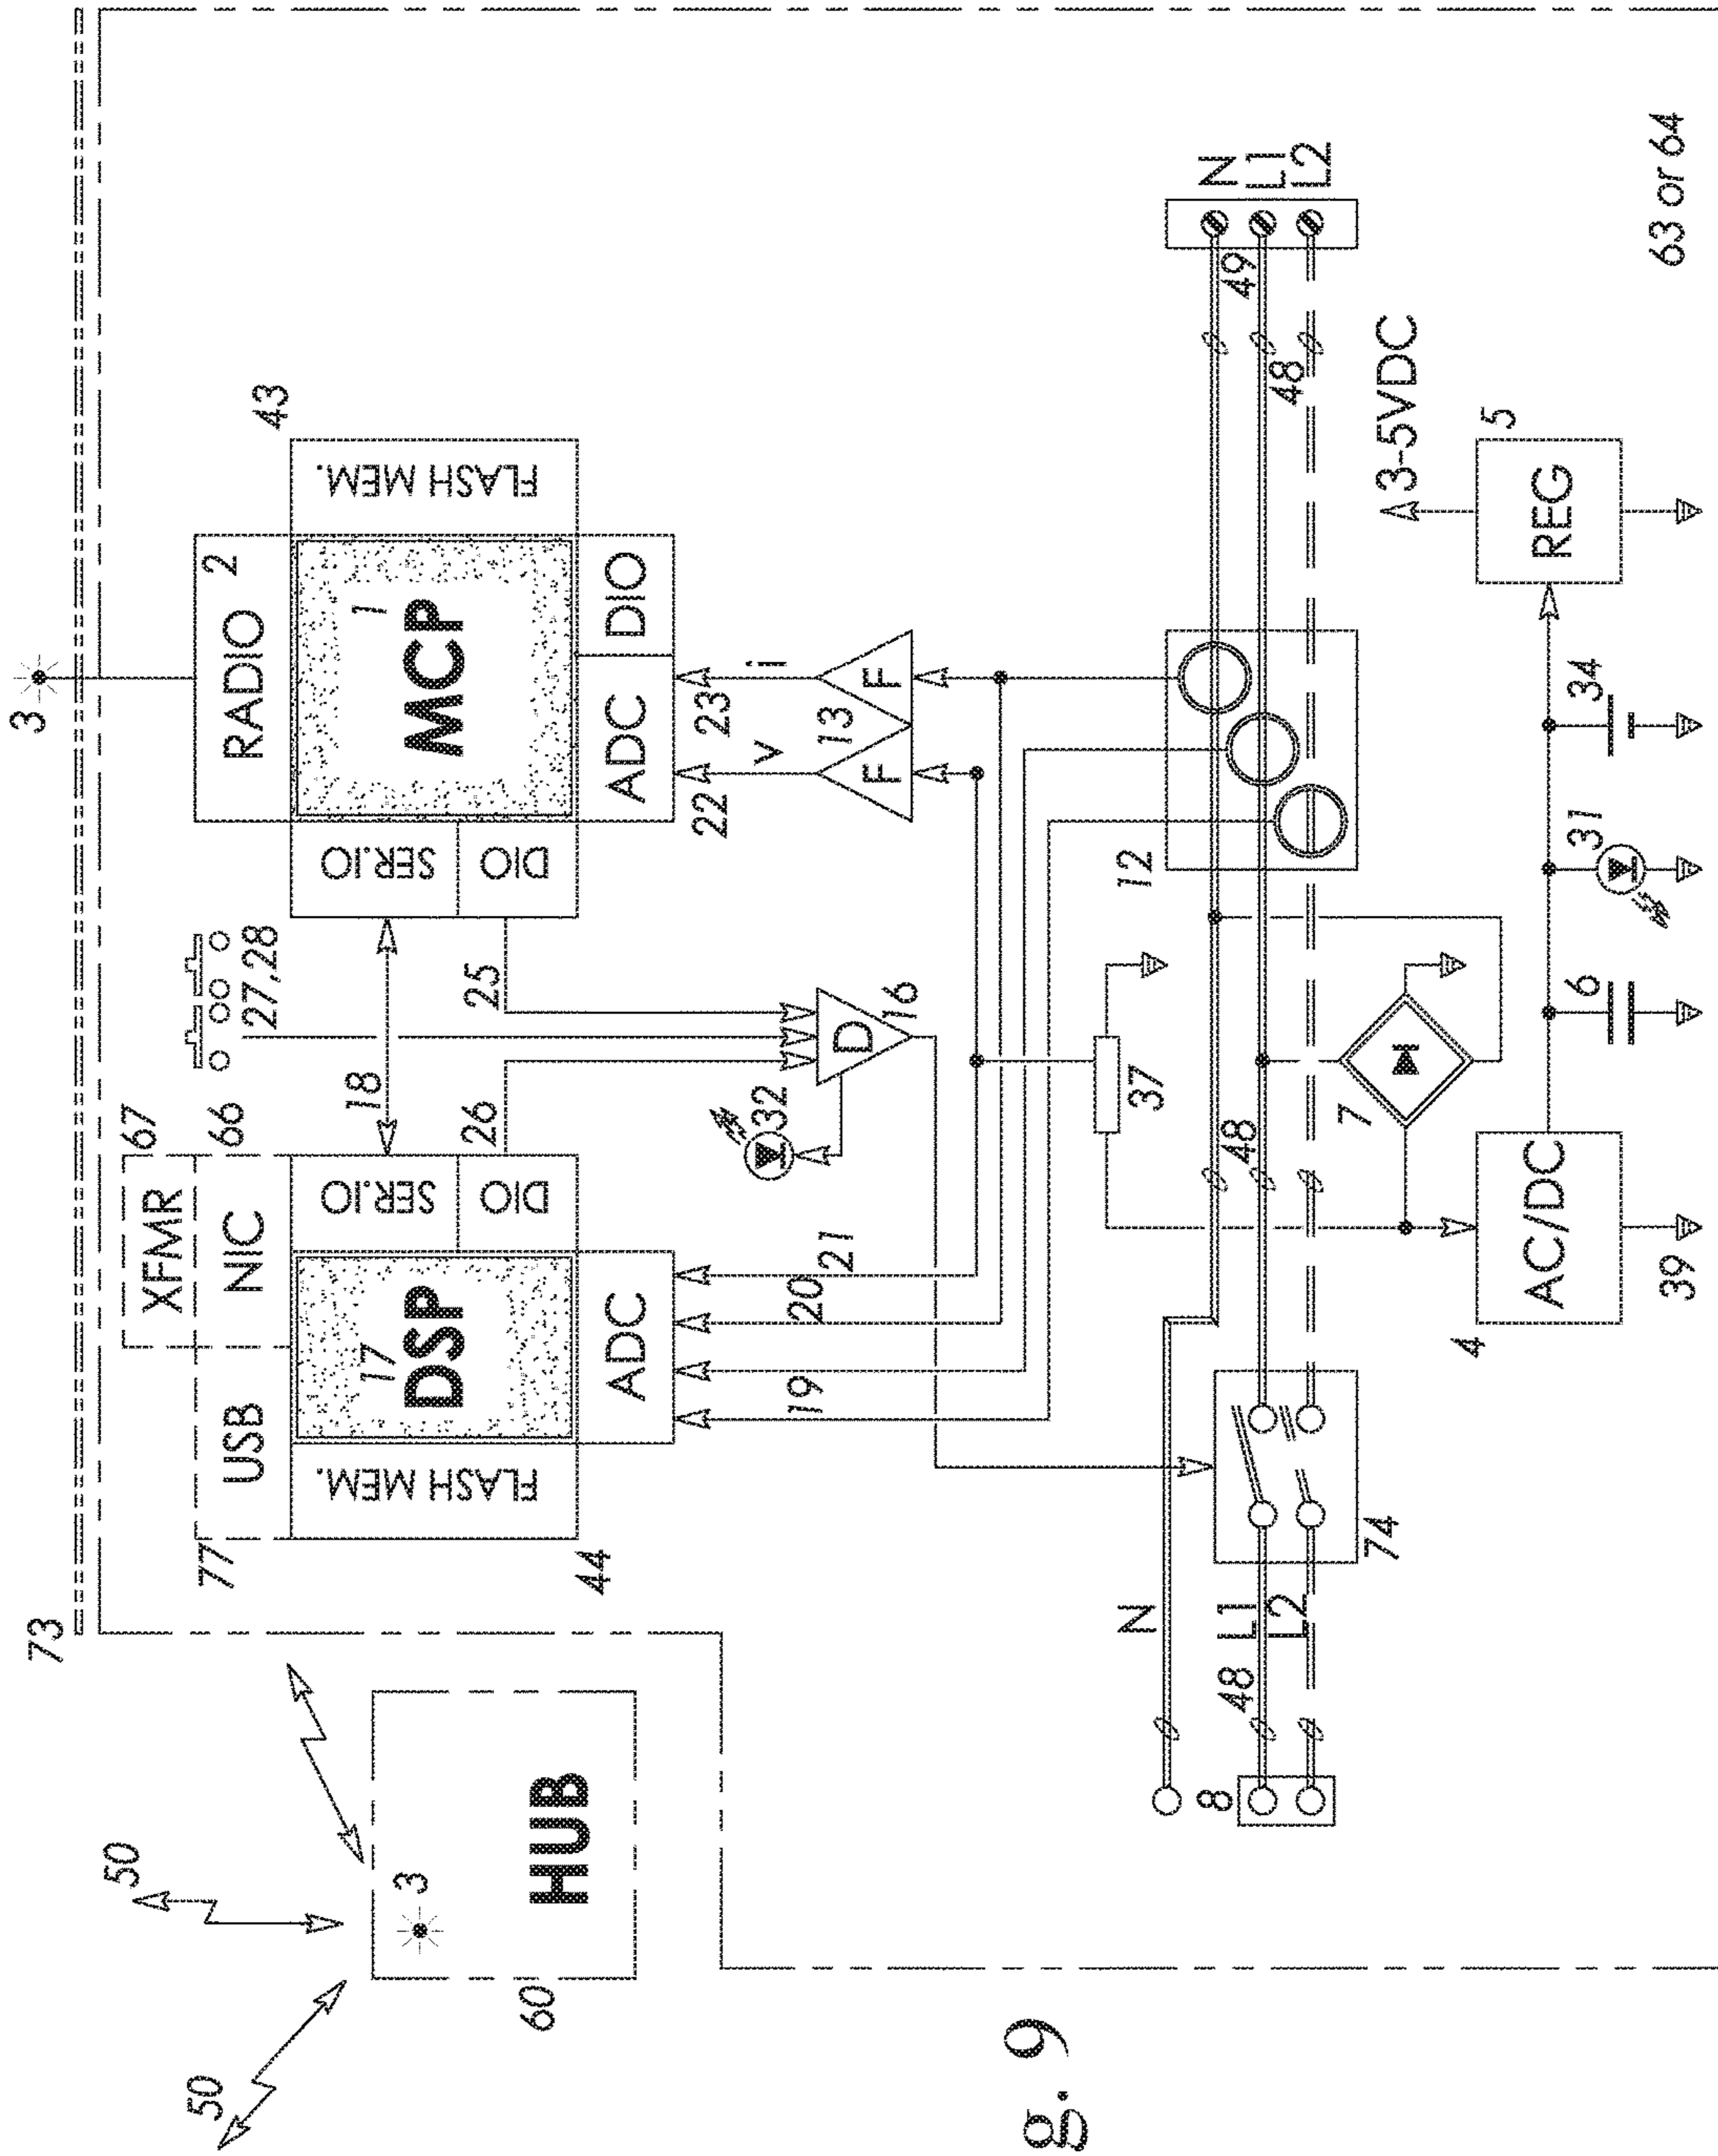 73
3
RADIO 2
1
MCP
FLASH MEM.
43
SER.IO
DIO
ADC
DIO
27,28
18
25
26
67
XFMR
66
NIC
USB
77
17
DSP
SER.IO
DIO
FLASH MEM.
44
ADC
50
50
3
HUB
60
32
D
16
22
V
23
i
F
13
F
19
20
21
12
37
N
L1
L2
48
8
74
48
7
49
48
N
L1
L2
4
AC/DC
39
6
31
34
REG
5
3-5VDC
63 or 64
g. 9